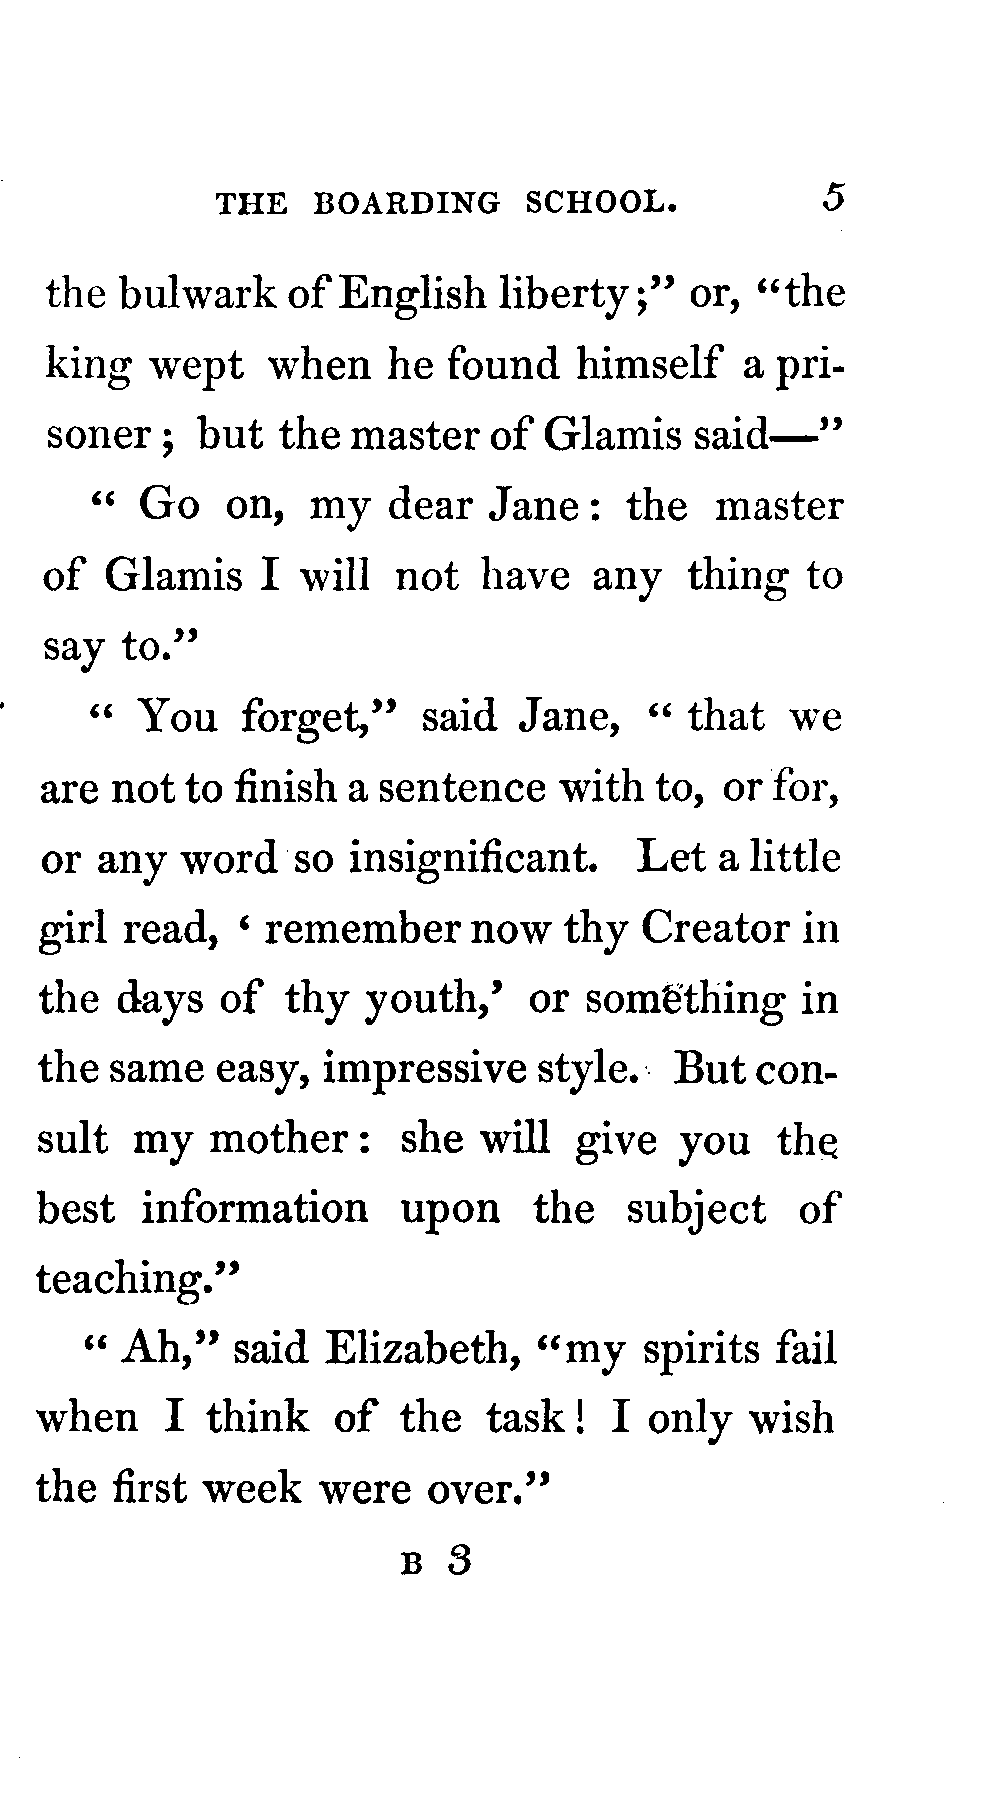 THE BOARDING SCHOOL. 5
the bulwark of English liberty;” or, “the
king wept when he found himself a pri-
soner; but the master of Glamis said—”
“ Go on, my dear Jane: the master
of Glamis I will not have any thing to
say to.”
“ You forget,” said Jane, “ that we
are not to finish a sentence with to, or for,
or any word so insignificant. Let a little
girl read, ‘ remember now thy Creator in
the days of thy youth,’ or something in
the same easy, impressive style. But con-
sult my mother: she will give you the
best information upon the subject of
teaching.”
“ Ah,” said Elizabeth, “my spirits fail
when I think of the task! I only wish
the first week were over.”
B 3